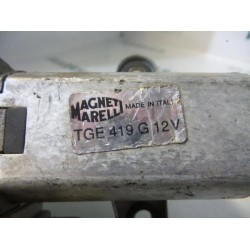 MAGNETI
MARELLI
MADE IN ITALY
TGE 419 G 12V